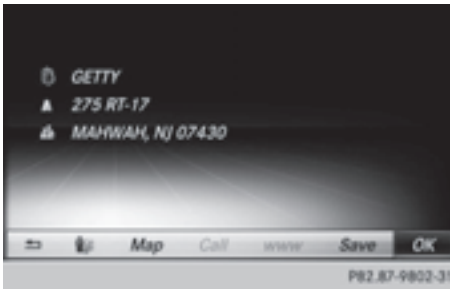 GETTY
275 RT-17
MAHWAH, NJ 07430
Map Call www Save OK
P82.87-9802-31